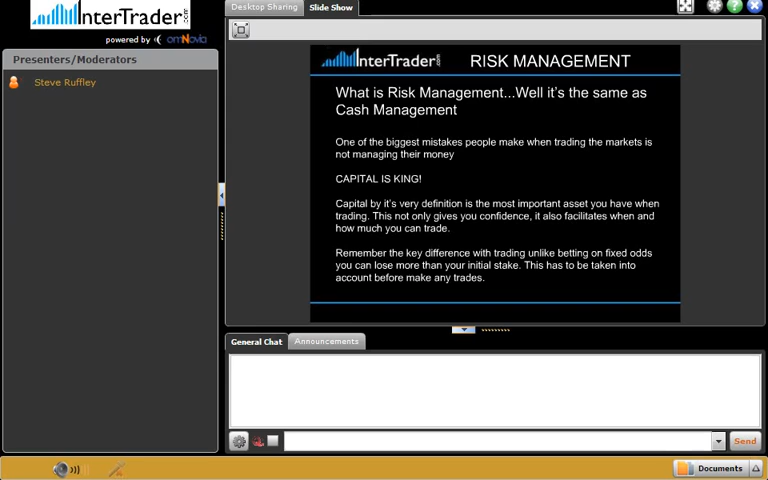 InterTrader.com
powered by omNovia
Presenters/Moderators
Steve Ruffley
Desktop Sharing
Slide Show
InterTrader.com
RISK MANAGEMENT
What is Risk Management...Well it's the same as
Cash Management
One of the biggest mistakes people make when trading the markets is
not managing their money
CAPITAL IS KING!
Capital by it's very definition is the most important asset you have when
trading. This not only gives you confidence, it also facilitates when and
how much you can trade.
Remember the key difference with trading unlike betting on fixed odds
you can lose more than your initial stake. This has to be taken into
account before make any trades.
General Chat
Announcements
Send
Documents